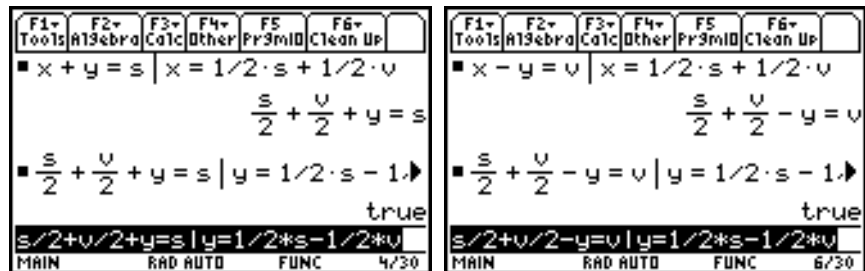 F1▾ F2▾ F3▾ F4▾ F5 F6▾
Tools Algebra Calc Other PrgmIO Clean Up
▪ x + y = s | x = 1/2·s + 1/2·v
s/2 + v/2 + y = s
▪ s/2 + v/2 + y = s | y = 1/2·s - 1/▶
true
s/2+v/2+y=s|y=1/2*s-1/2*v
MAIN RAD AUTO FUNC 4/30
F1▾ F2▾ F3▾ F4▾ F5 F6▾
Tools Algebra Calc Other PrgmIO Clean Up
▪ x - y = v | x = 1/2·s + 1/2·v
s/2 + v/2 - y = v
▪ s/2 + v/2 - y = v | y = 1/2·s - 1/▶
true
s/2+v/2-y=v|y=1/2*s-1/2*v
MAIN RAD AUTO FUNC 6/30